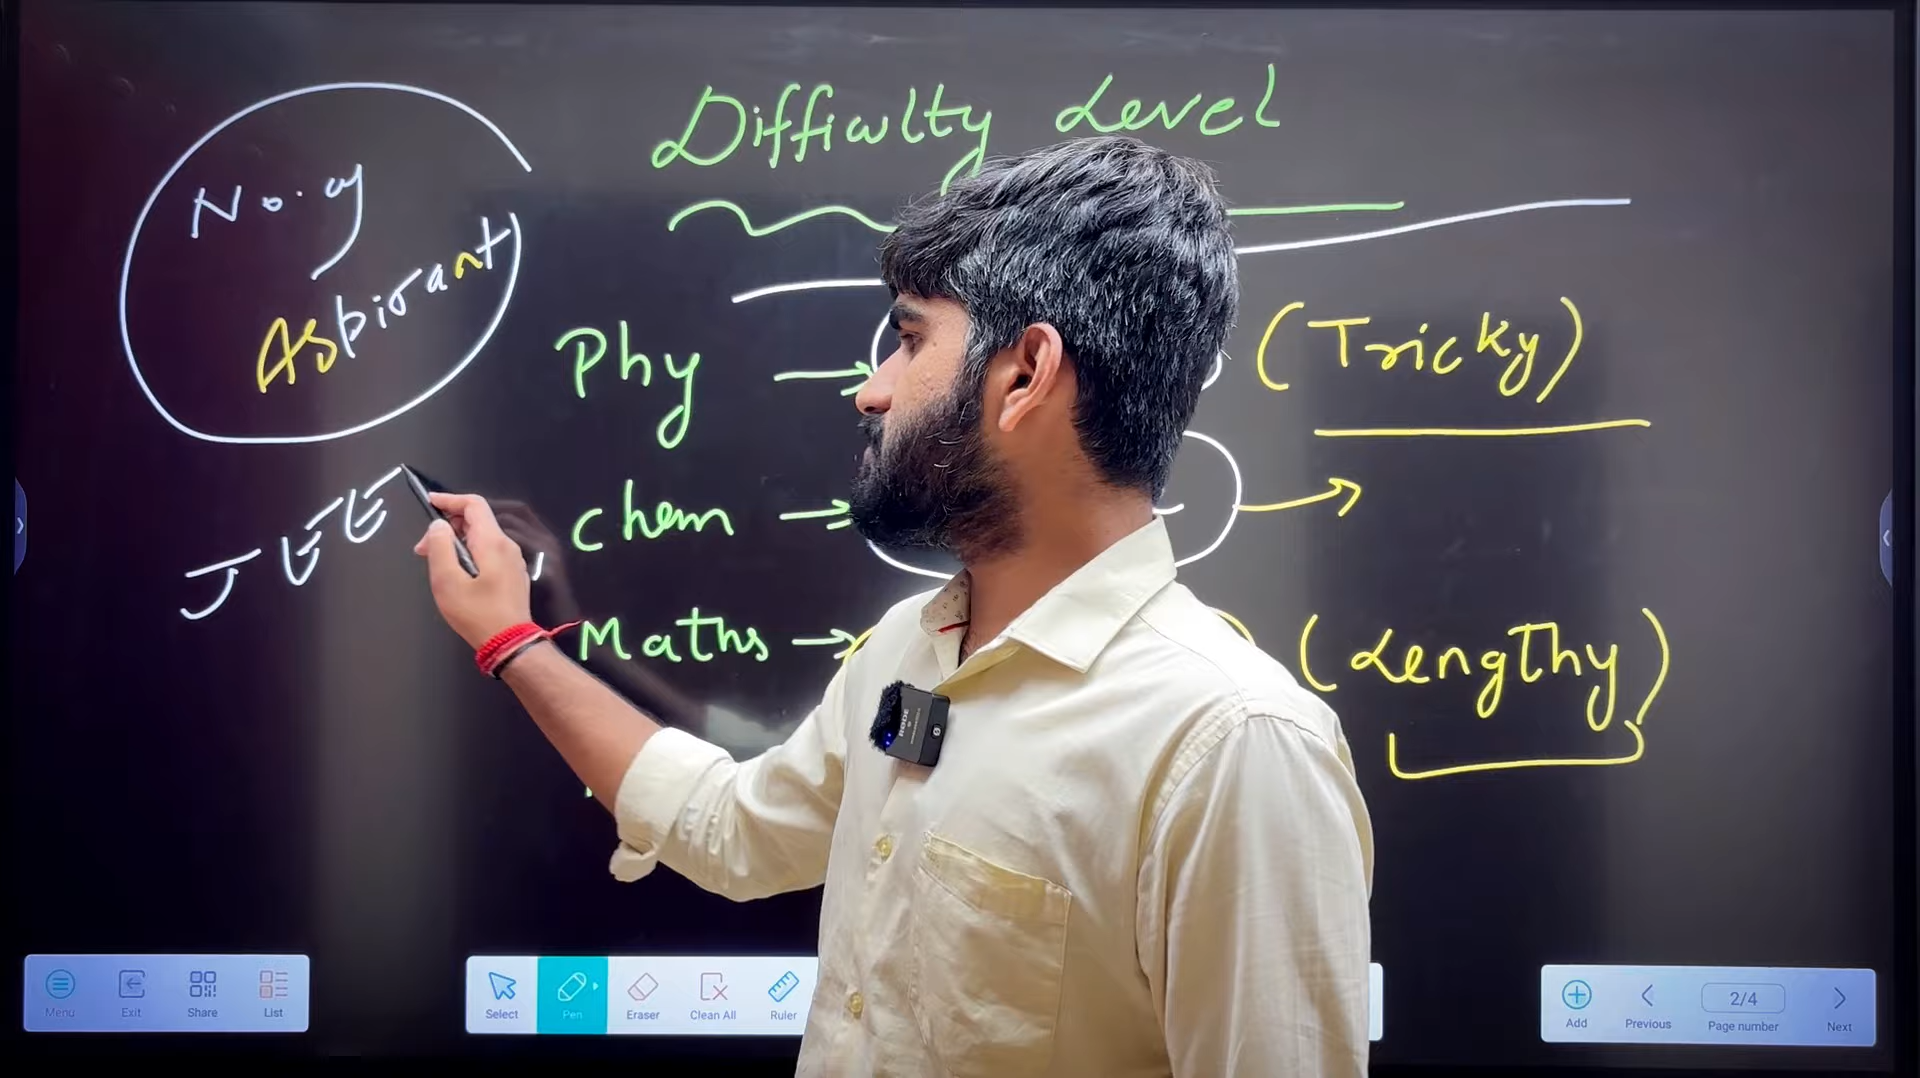 Difficulty Level
No. of
Aspirant
Phy → (Tricky)
JEE
Chem →
Maths → (Lengthy)
RODE
Menu Exit Share List
Select Pen Eraser Clean All Ruler
Add Previous 2/4 Page number Next